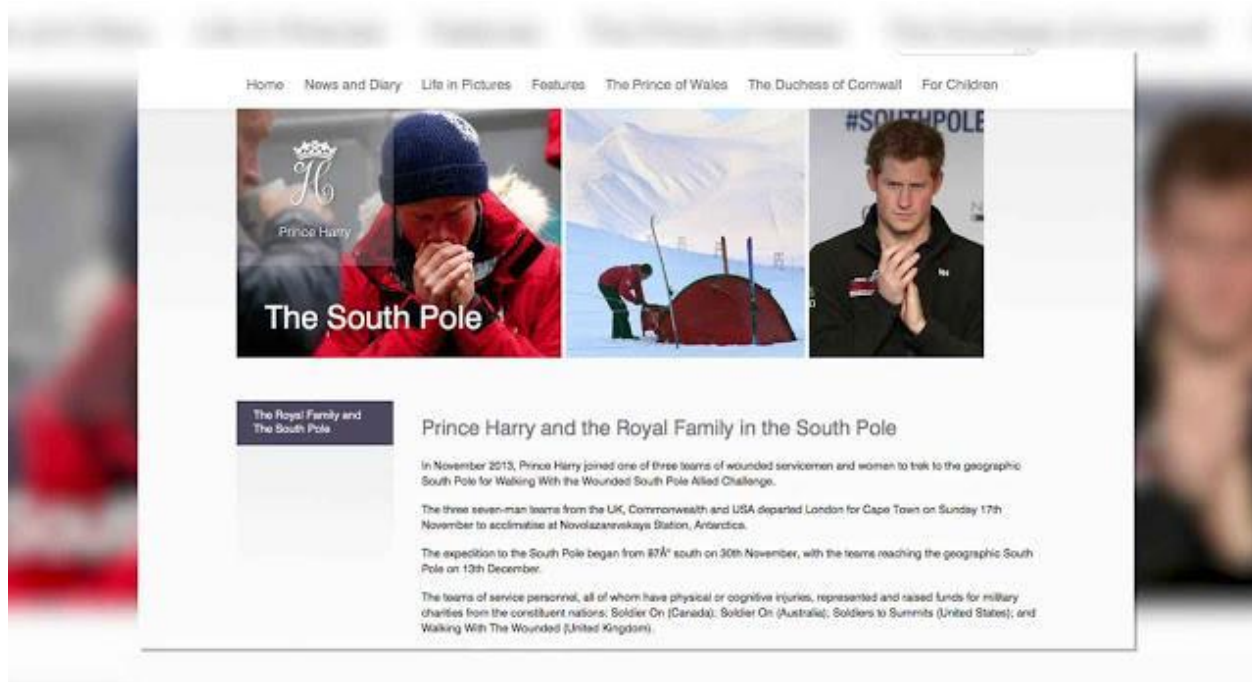 Home News and Diary Life in Pictures Features The Prince of Wales The Duchess of Cornwall For Children
#SOUTHPOLE
H
Prince Harry
The South Pole
The Royal Family and
The South Pole
Prince Harry and the Royal Family in the South Pole
In November 2013, Prince Harry joined one of three teams of wounded servicemen and women to trek to the geographic
South Pole for Walking With the Wounded South Pole Allied Challenge.
The three seven-man teams from the UK, Commonwealth and USA departed London for Cape Town on Sunday 17th
November to acclimatise at Novolazarevskaya Station, Antarctica.
The expedition to the South Pole began from 87Â° south on 30th November, with the teams reaching the geographic South
Pole on 13th December.
The teams of service personnel, all of whom have physical or cognitive injuries, represented and raised funds for military
charities from the constituent nations: Soldier On (Canada); Soldier On (Australia); Soldiers to Summits (United States); and
Walking With The Wounded (United Kingdom).